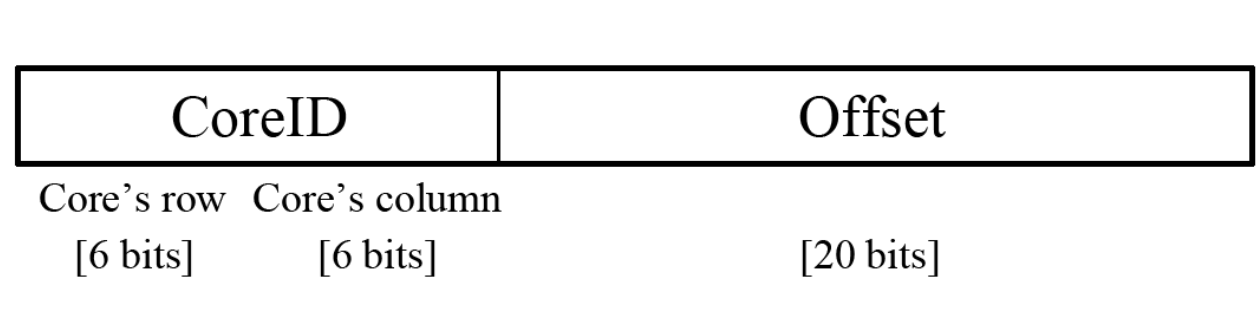 CoreID Offset
Core’s row Core’s column
[6 bits] [6 bits] [20 bits]